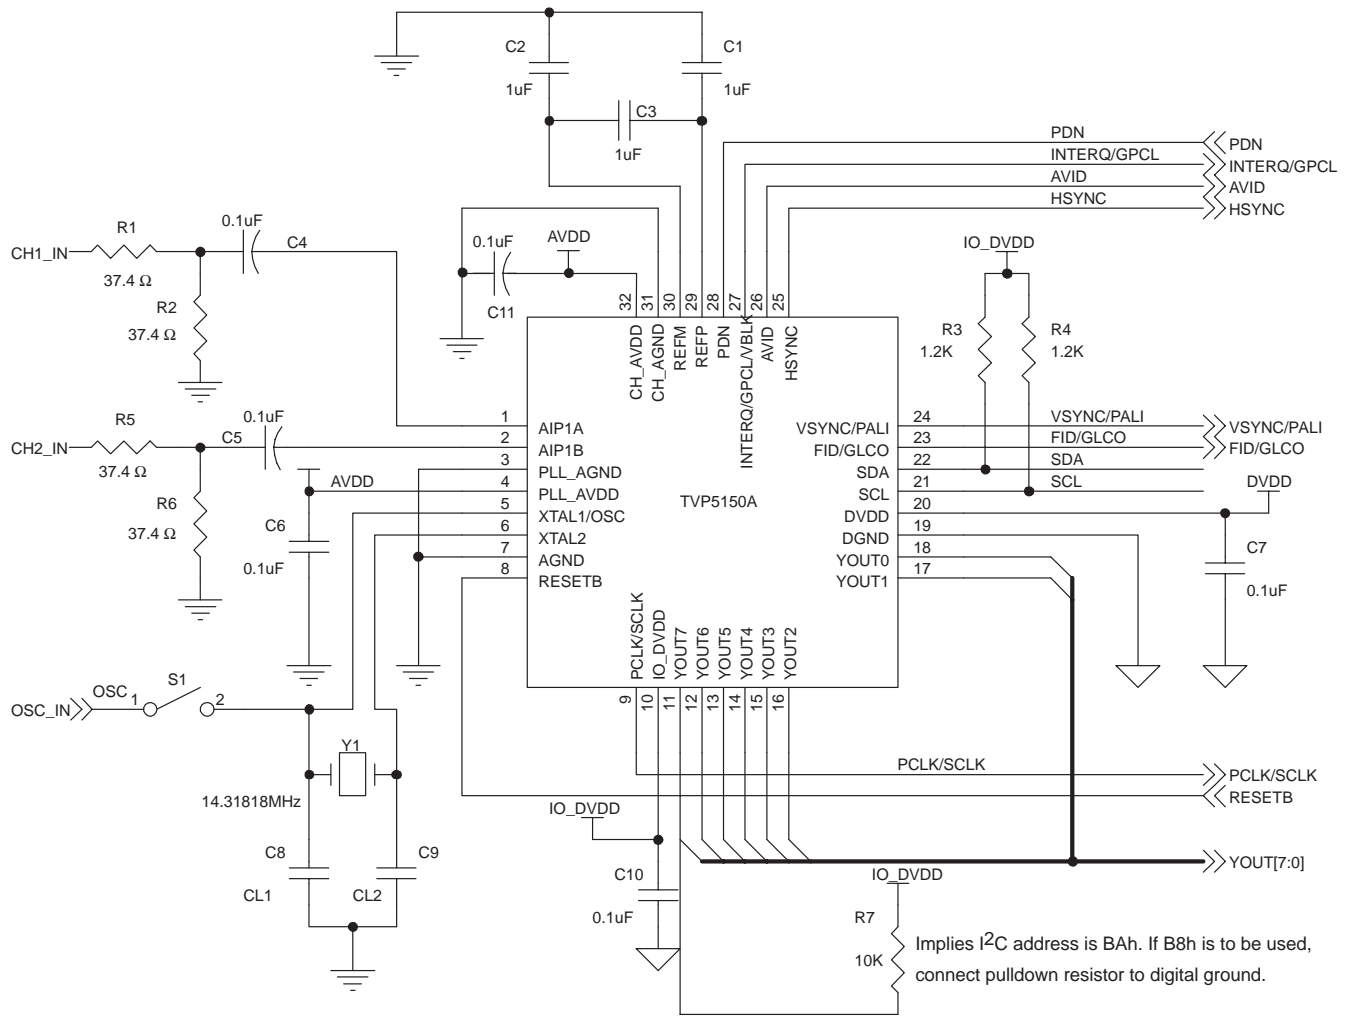 C2
C1
1uF
1uF
C3
1uF
PDN
PDN
INTERQ/GPCL
INTERQ/GPCL
AVID
AVID
HSYNC
HSYNC
R1
0.1uF
C4
CH1_IN
37.4 Ω
R2
37.4 Ω
0.1uF
AVDD
C11
IO_DVDD
R3
1.2K
R4
1.2K
32
31
30
29
28
27
26
25
CH_AVDD
CH_AGND
REFM
REFP
PDN
INTERQ/GPCL/VBLK
AVID
HSYNC
R5
0.1uF
C5
CH2_IN
37.4 Ω
R6
37.4 Ω
AVDD
C6
0.1uF
1
2
3
4
5
6
7
8
AIP1A
AIP1B
PLL_AGND
PLL_AVDD
XTAL1/OSC
XTAL2
AGND
RESETB
TVP5150A
VSYNC/PALI
FID/GLCO
SDA
SCL
DVDD
DGND
YOUT0
YOUT1
24
23
22
21
20
19
18
17
VSYNC/PALI
VSYNC/PALI
FID/GLCO
FID/GLCO
SDA
SCL
DVDD
C7
0.1uF
PCLK/SCLK
IO_DVDD
YOUT7
YOUT6
YOUT5
YOUT4
YOUT3
YOUT2
9
10
11
12
13
14
15
16
OSC_IN
OSC
1
S1
2
Y1
14.31818MHz
C8
CL1
C9
CL2
PCLK/SCLK
PCLK/SCLK
RESETB
IO_DVDD
C10
0.1uF
YOUT[7:0]
IO_DVDD
R7
10K
Implies I2C address is BAh. If B8h is to be used,
connect pulldown resistor to digital ground.